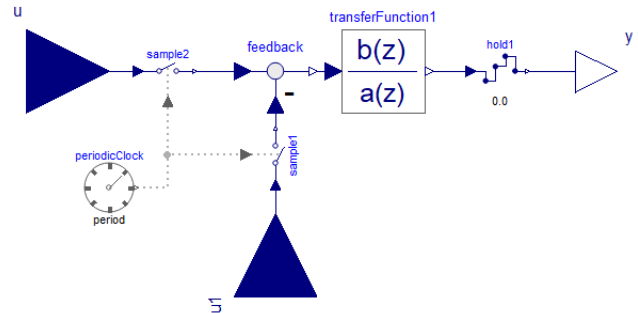 u
transferFunction1
y
sample2
feedback
hold1
b(z)
a(z)
-
0.0
sample1
periodicClock
period
u1